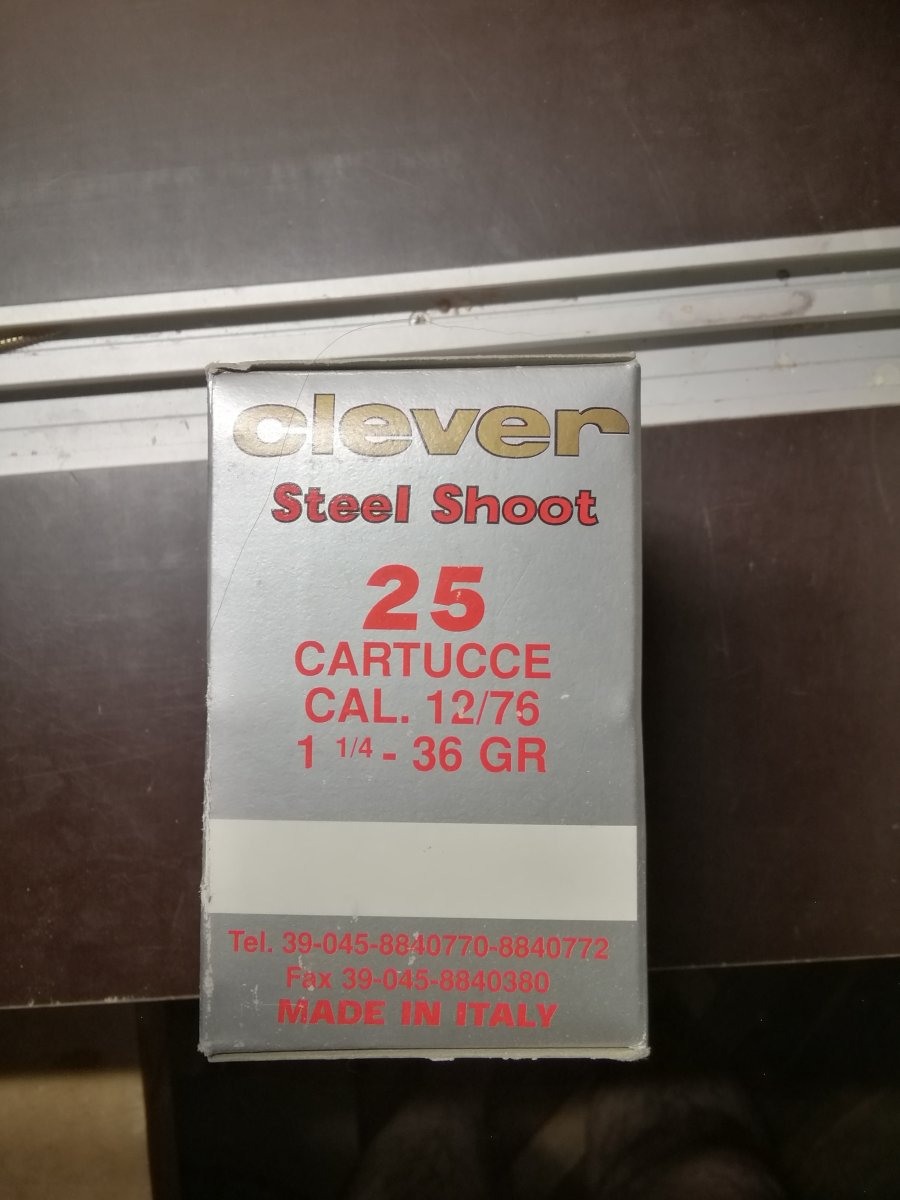 clever
Steel Shoot
25
CARTUCCE
CAL. 12/76
1 1/4 - 36 GR
Tel. 39-045-8840770-8840772
Fax 39-045-8840380
MADE IN ITALY